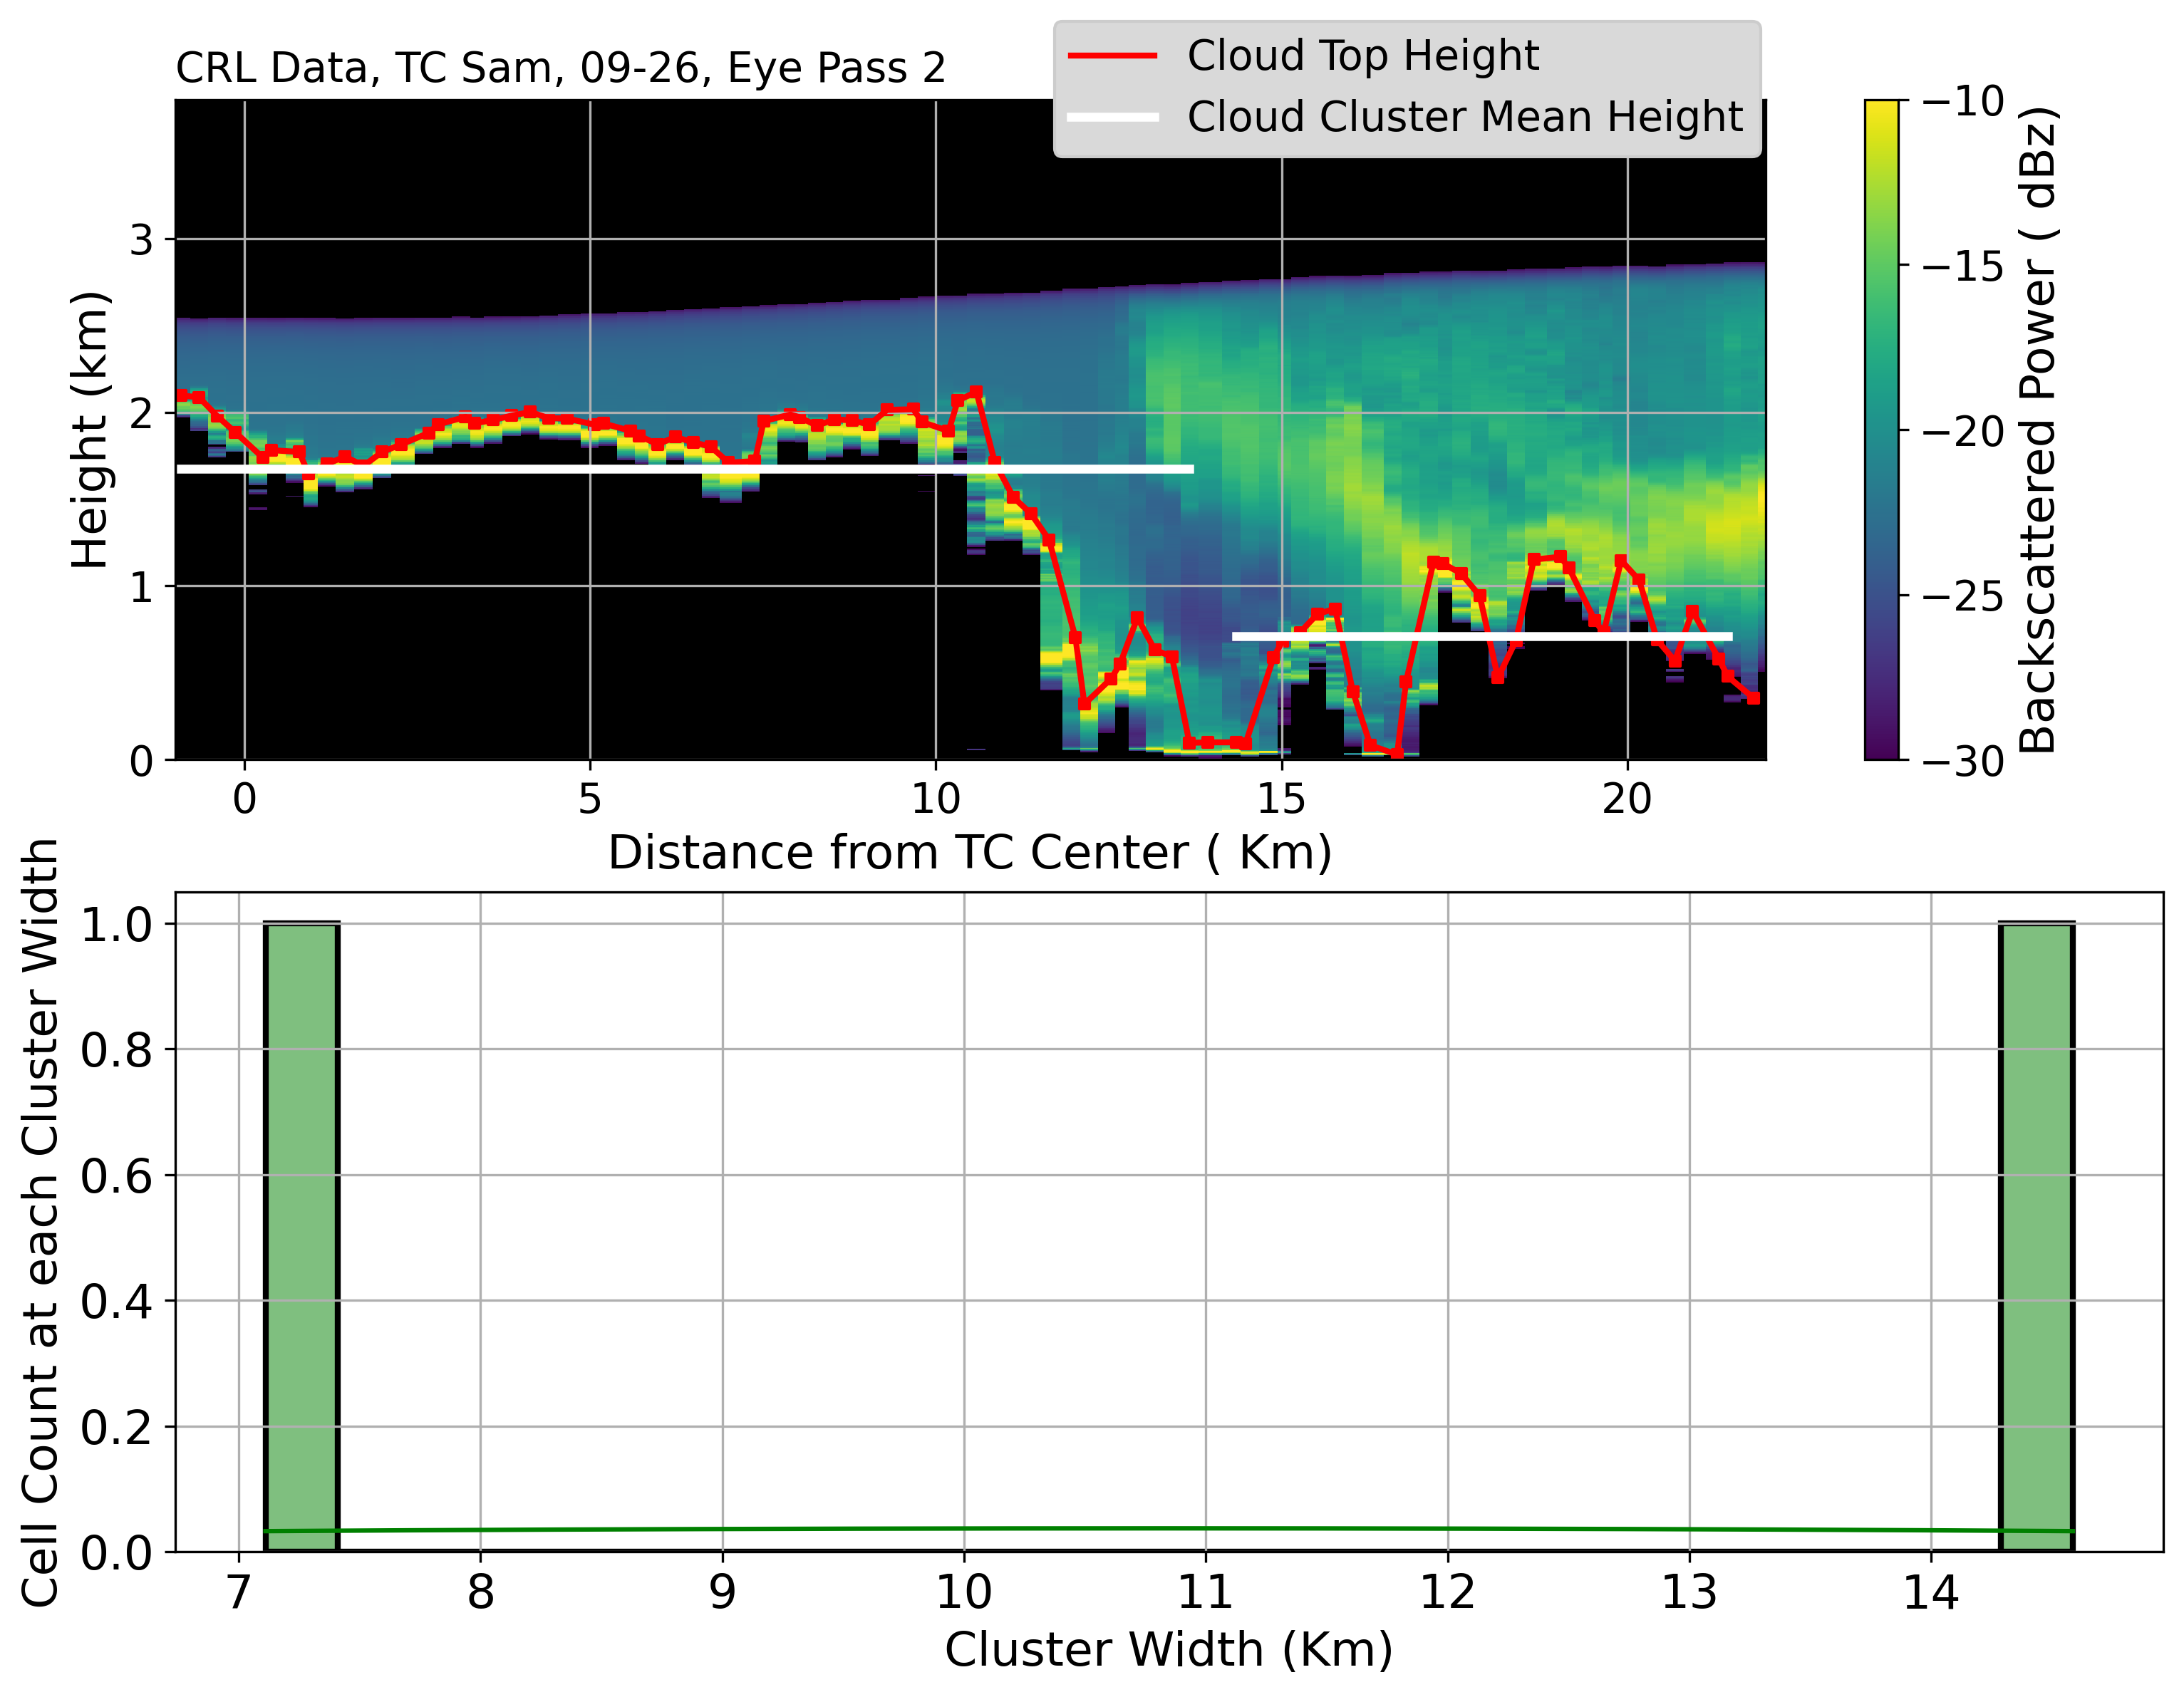 CRL Data, TC Sam, 09-26, Eye Pass 2
Cloud Top Height
Cloud Cluster Mean Height
Height (km)
3
2
1
0
0 5 10 15 20
Distance from TC Center ( Km)
−10
−15
−20
−25
−30
Backscattered Power ( dBz)
Cell Count at each Cluster Width
1.0
0.8
0.6
0.4
0.2
0.0
7 8 9 10 11 12 13 14
Cluster Width (Km)